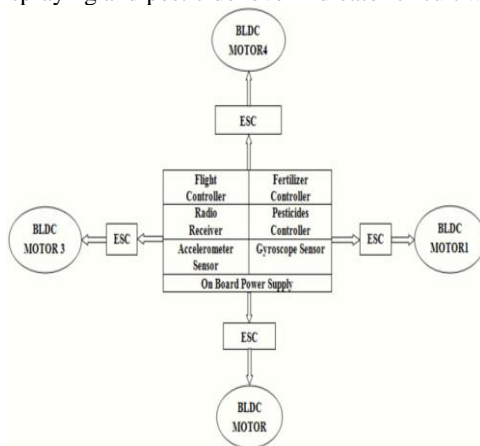 BLDC
MOTOR4
ESC
Flight
Controller
Fertilizer
Controller
Radio
Receiver
Pesticides
Controller
Accelerometer
Sensor
Gyroscope Sensor
On Board Power Supply
BLDC
MOTOR 3
ESC
ESC
BLDC
MOTOR1
ESC
BLDC
MOTOR